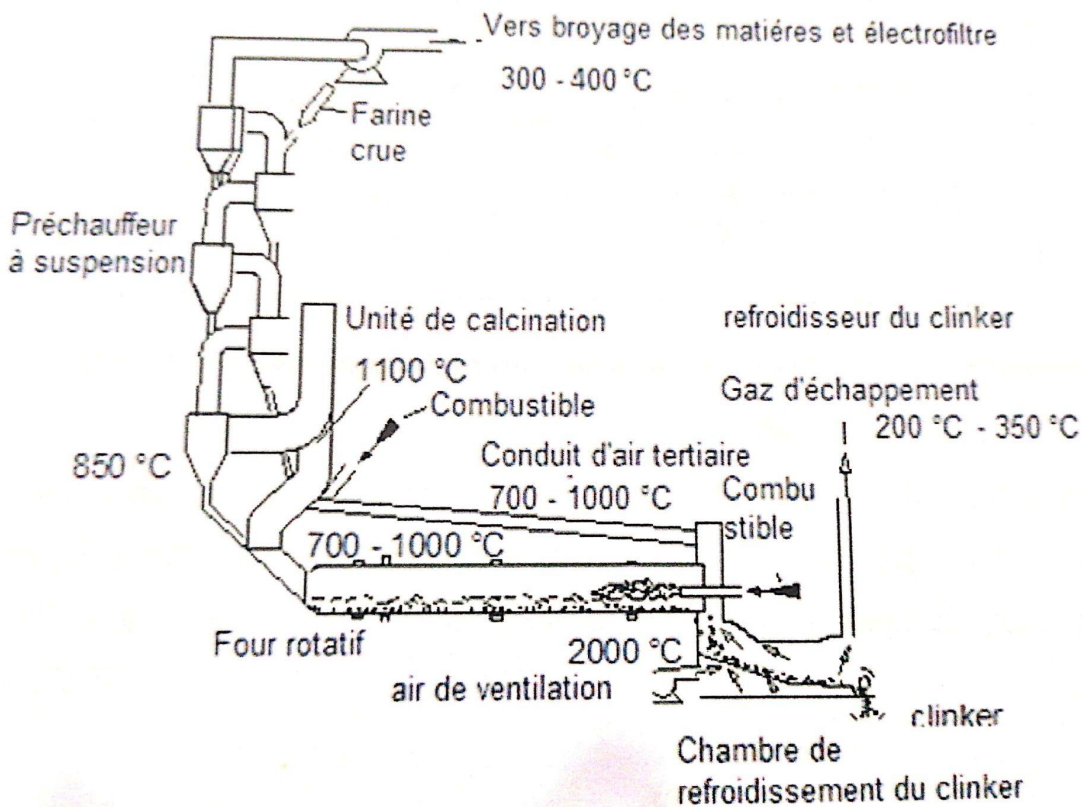 Vers broyage des matiéres et électrofiltre
300 - 400 °C
Farine
crue
Préchauffeur
à suspension
Unité de calcination
1100 °C
Combustible
850 °C
refroidisseur du clinker
Gaz d'échappement
200 °C - 350 °C
Conduit d'air tertiaire
700 - 1000 °C
Combu
stible
700 - 1000 °C
Four rotatif
2000 °C
air de ventilation
clinker
Chambre de
refroidissement du clinker